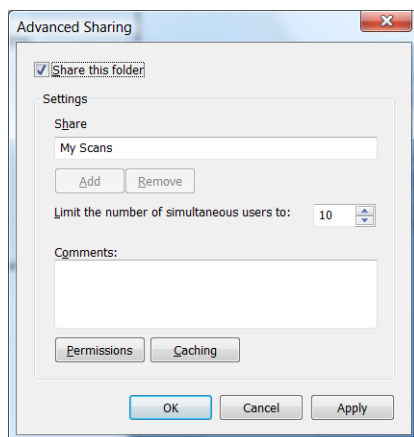 Advanced Sharing
Share this folder
Settings
Share
My Scans
Add Remove
Limit the number of simultaneous users to: 10
Comments:
Permissions Caching
OK Cancel Apply